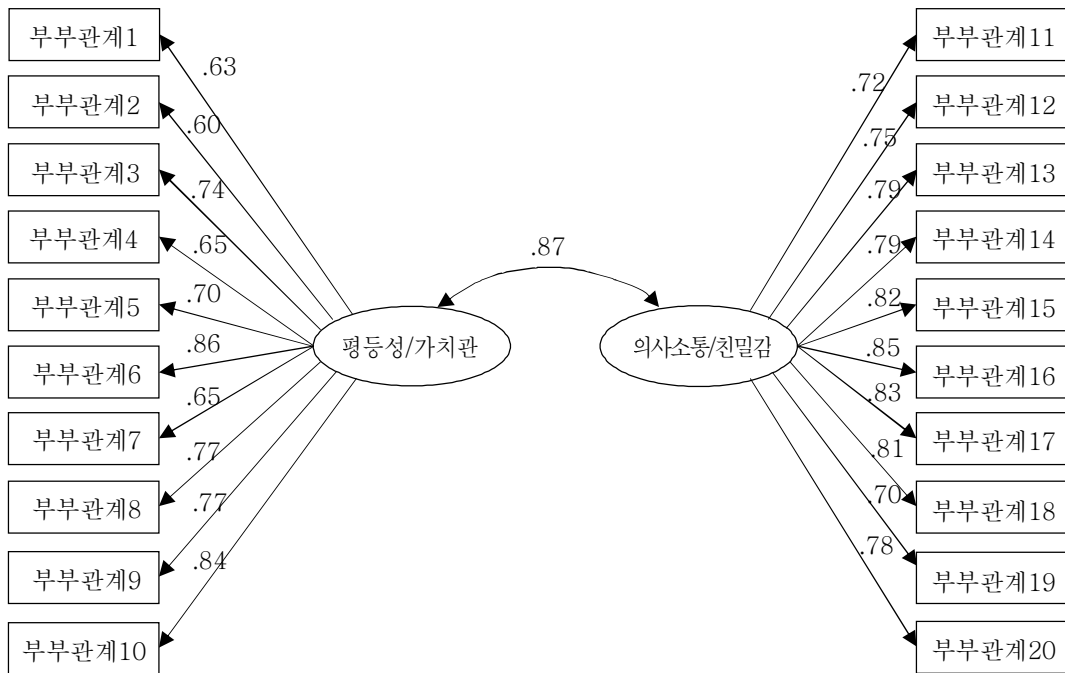 부부관계1
부부관계2
부부관계3
부부관계4
부부관계5
부부관계6
부부관계7
부부관계8
부부관계9
부부관계10
.63
.60
.74
.65
.70
.86
.65
.77
.77
.84
평등성/가치관
.87
의사소통/친밀감
.72
.75
.79
.79
.82
.85
.83
.81
.70
.78
부부관계11
부부관계12
부부관계13
부부관계14
부부관계15
부부관계16
부부관계17
부부관계18
부부관계19
부부관계20